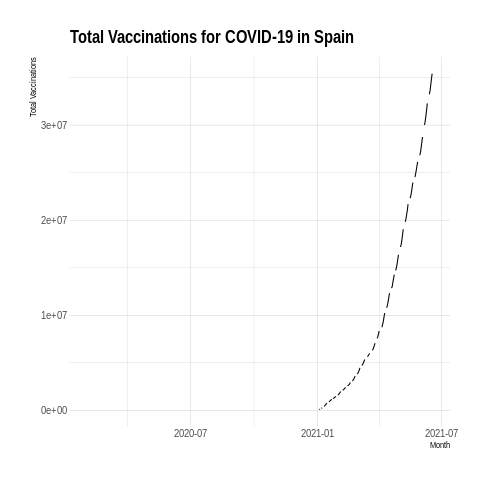 Total Vaccinations for COVID-19 in Spain
Total Vaccinations
3e+07
2e+07
1e+07
0e+00
2020-07
2021-01
2021-07
Month